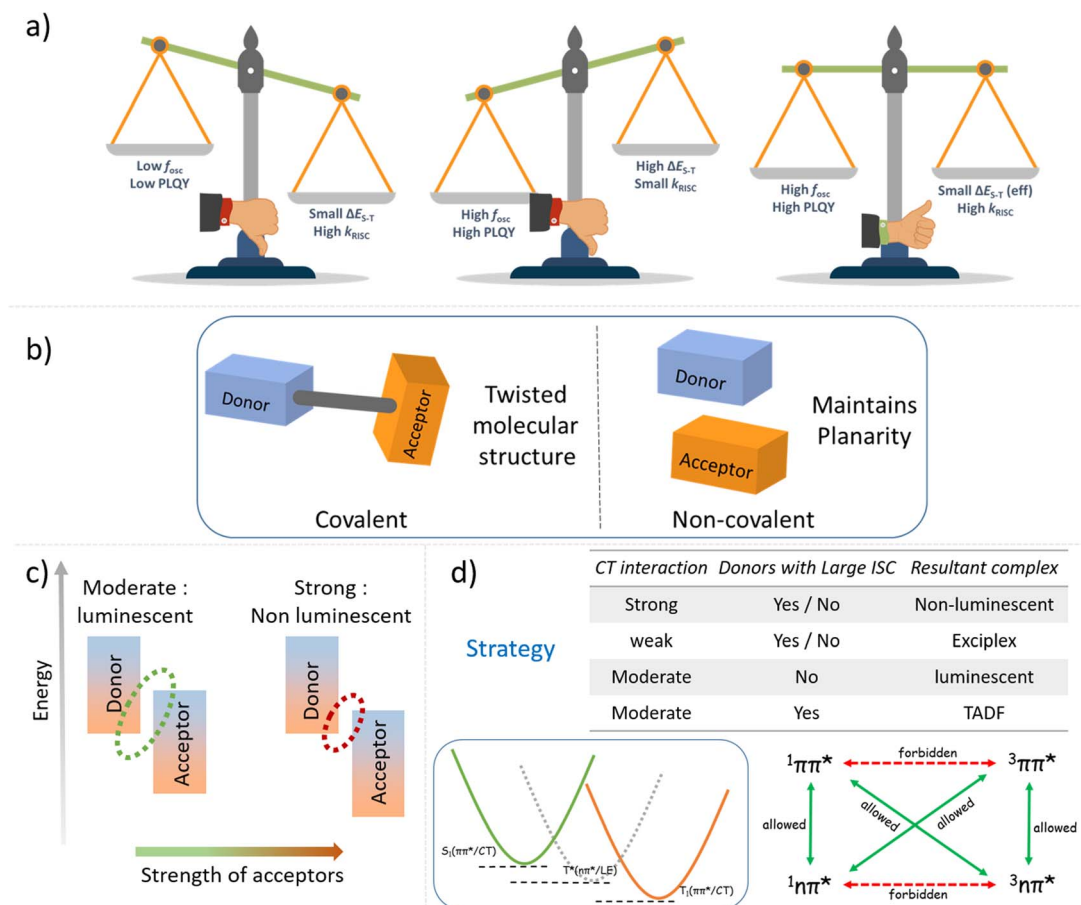 a)
Low fosc
Low PLQY
Small ΔES-T
High kRISC
High fosc
High PLQY
High ΔES-T
Small kRISC
High fosc
High PLQY
Small ΔES-T (eff)
High kRISC
b)
Donor
Acceptor
Twisted
molecular
structure
Covalent
Donor
Acceptor
Maintains
Planarity
Non-covalent
c)
Energy
Moderate :
luminescent
Donor
Acceptor
Strong :
Non luminescent
Donor
Acceptor
Strength of acceptors
d)
Strategy
CT interaction Donors with Large ISC Resultant complex
Strong Yes / No Non-luminescent
weak Yes / No Exciplex
Moderate No luminescent
Moderate Yes TADF
S1(ππ*/CT)
T*(nπ*/LE)
T1(ππ*/CT)
1ππ* forbidden 3ππ*
allowed allowed allowed allowed
1nπ* forbidden 3nπ*